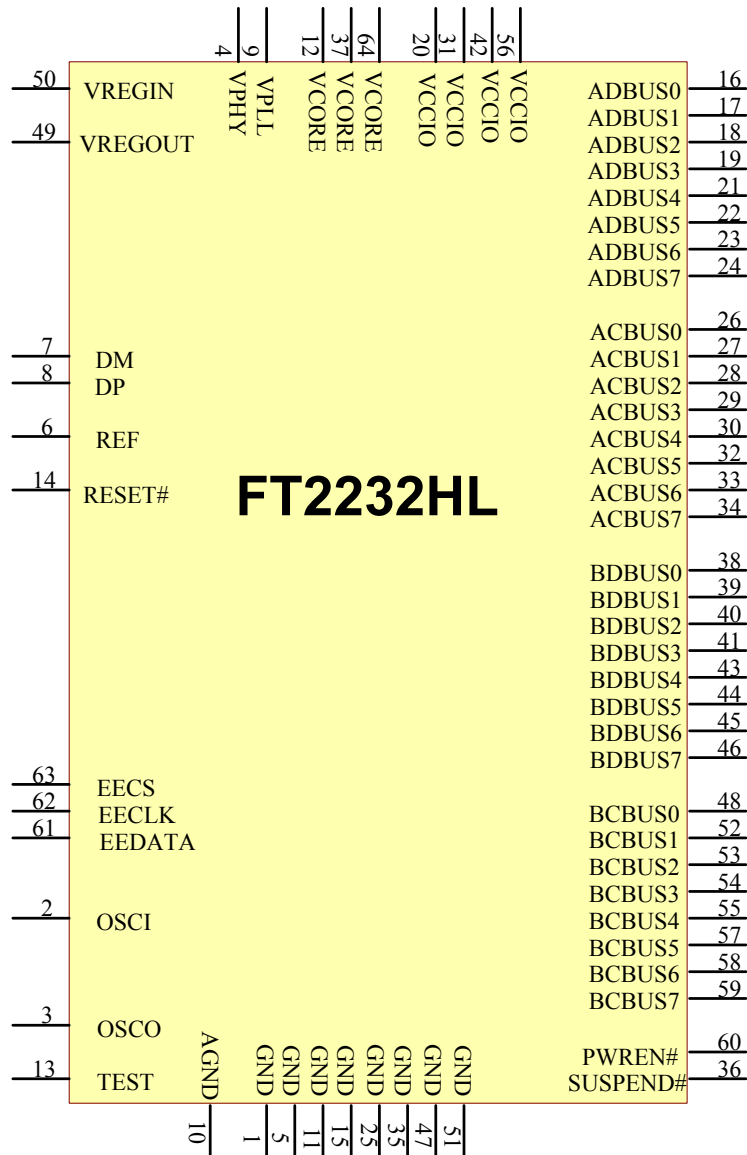 4 9 12 37 64 20 31 42 56
VPHY VPLL VCORE VCORE VCORE VCCIO VCCIO VCCIO VCCIO
50 VREGIN
49 VREGOUT
7 DM
8 DP
6 REF
14 RESET#
FT2232HL
63 EECS
62 EECLK
61 EEDATA
2 OSCI
3 OSCO
13 TEST
ADBUS0 16
ADBUS1 17
ADBUS2 18
ADBUS3 19
ADBUS4 21
ADBUS5 22
ADBUS6 23
ADBUS7 24
ACBUS0 26
ACBUS1 27
ACBUS2 28
ACBUS3 29
ACBUS4 30
ACBUS5 32
ACBUS6 33
ACBUS7 34
BDBUS0 38
BDBUS1 39
BDBUS2 40
BDBUS3 41
BDBUS4 43
BDBUS5 44
BDBUS6 45
BDBUS7 46
BCBUS0 48
BCBUS1 52
BCBUS2 53
BCBUS3 54
BCBUS4 55
BCBUS5 57
BCBUS6 58
BCBUS7 59
PWREN# 60
SUSPEND# 36
AGND GND GND GND GND GND GND GND GND
10 1 5 11 15 25 35 47 51